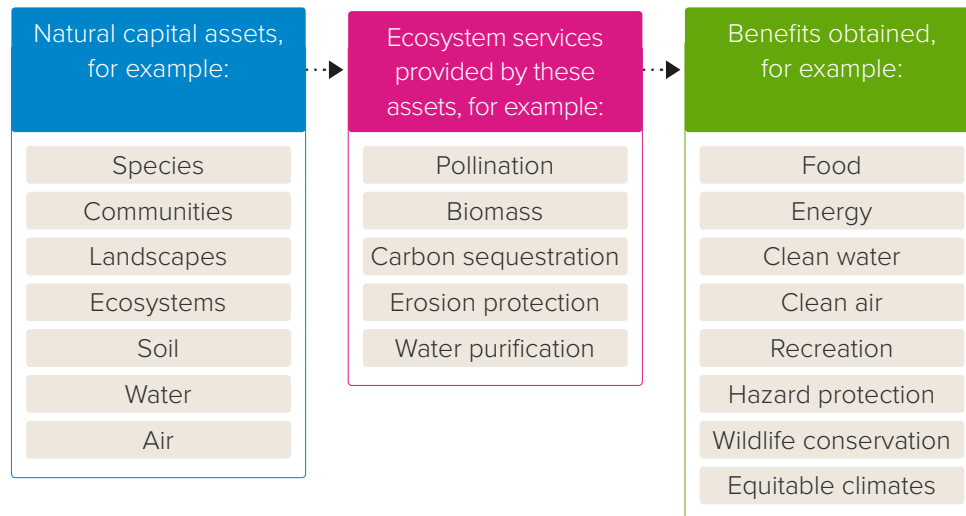 Natural capital assets,
for example:
Species
Communities
Landscapes
Ecosystems
Soil
Water
Air
Ecosystem services
provided by these
assets, for example:
Pollination
Biomass
Carbon sequestration
Erosion protection
Water purification
Benefits obtained,
for example:
Food
Energy
Clean water
Clean air
Recreation
Hazard protection
Wildlife conservation
Equitable climates